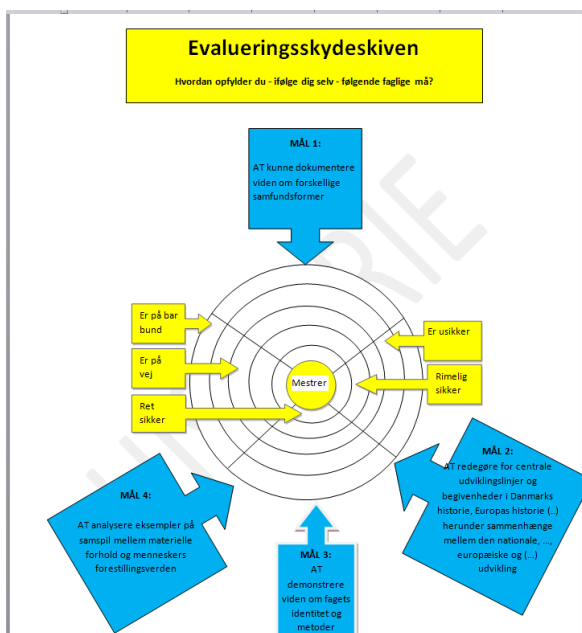 Evalueringsskydeskiven
Hvordan opfylder du - ifølge dig selv - følgende faglige må?
MÅL 1:
AT kunne dokumentere
viden om forskellige
samfundsformer
Er på bar
bund
Er usikker
Er på
vej
Mestrer
Rimelig
sikker
Ret
sikker
MÅL 2:
AT redegøre for centrale
udviklingslinjer og
begivenheder i Danmarks
historie, Europas historie (..)
herunder sammenhænge
mellem den nationale, ...,
europæiske og (...)
udvikling
MÅL 4:
AT analysere eksempler på
samspil mellem materielle
forhold og menneskers
forestillingsverden
MÅL 3:
AT
demonstrere
viden om fagets
identitet og
metoder